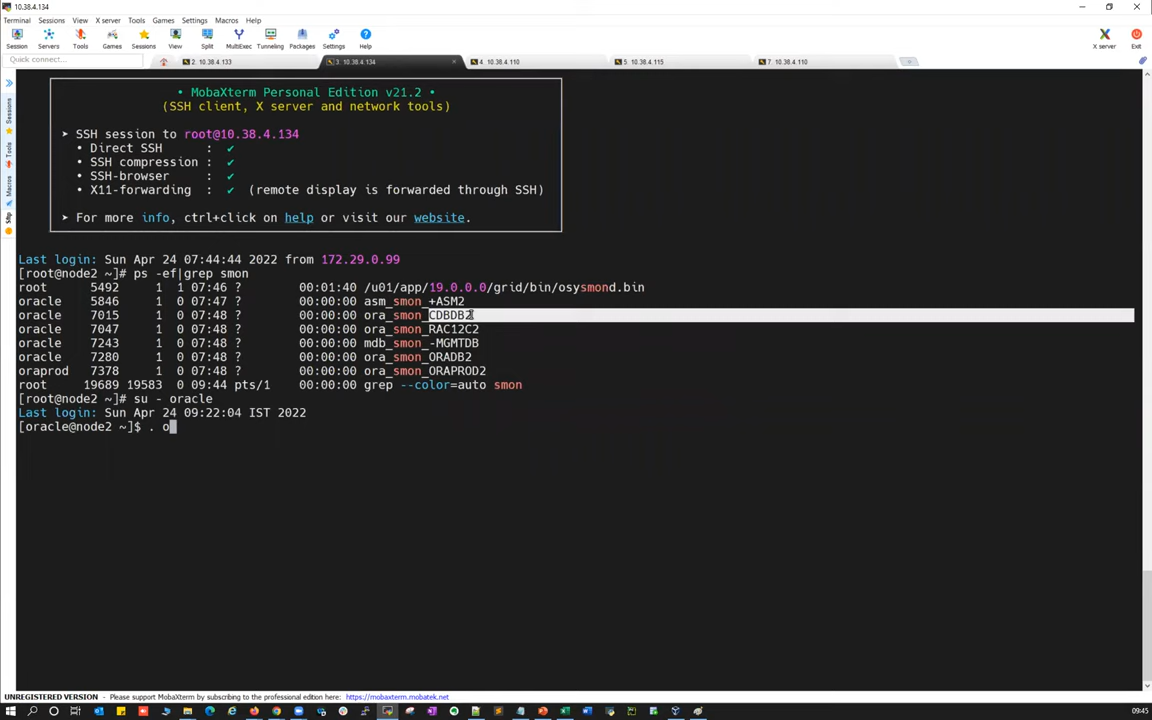 10.38.4.134
Terminal Sessions View X server Tools Games Settings Macros Help
Session Servers Tools Games Sessions View Split MultiExec Tunneling Packages Settings Help X server Exit
Quick connect... 2. 10.38.4.133 3. 10.38.4.134 4. 10.38.4.110 5. 10.38.4.115 7. 10.38.4.110
Sessions
Tools
Macros
Sftp
• MobaXterm Personal Edition v21.2 •
(SSH client, X server and network tools)
➤ SSH session to root@10.38.4.134
• Direct SSH : ✔
• SSH compression : ✔
• SSH-browser : ✔
• X11-forwarding : ✔ (remote display is forwarded through SSH)
➤ For more info, ctrl+click on help or visit our website.
Last login: Sun Apr 24 07:44:44 2022 from 172.29.0.99
[root@node2 ~]# ps -ef|grep smon
root 5492 1 1 07:46 ? 00:01:40 /u01/app/19.0.0.0/grid/bin/osysmond.bin
oracle 5846 1 0 07:47 ? 00:00:00 asm_smon_+ASM2
oracle 7015 1 0 07:48 ? 00:00:00 ora_smon_CDBDB2
oracle 7047 1 0 07:48 ? 00:00:00 ora_smon_RAC12C2
oracle 7243 1 0 07:48 ? 00:00:00 mdb_smon_-MGMTDB
oracle 7280 1 0 07:48 ? 00:00:00 ora_smon_ORADB2
oraprod 7378 1 0 07:48 ? 00:00:00 ora_smon_ORAPROD2
root 19689 19583 0 09:44 pts/1 00:00:00 grep --color=auto smon
[root@node2 ~]# su - oracle
Last login: Sun Apr 24 09:22:04 IST 2022
[oracle@node2 ~]$ . o
UNREGISTERED VERSION - Please support MobaXterm by subscribing to the professional edition here: https://mobaxterm.mobatek.net
09:45